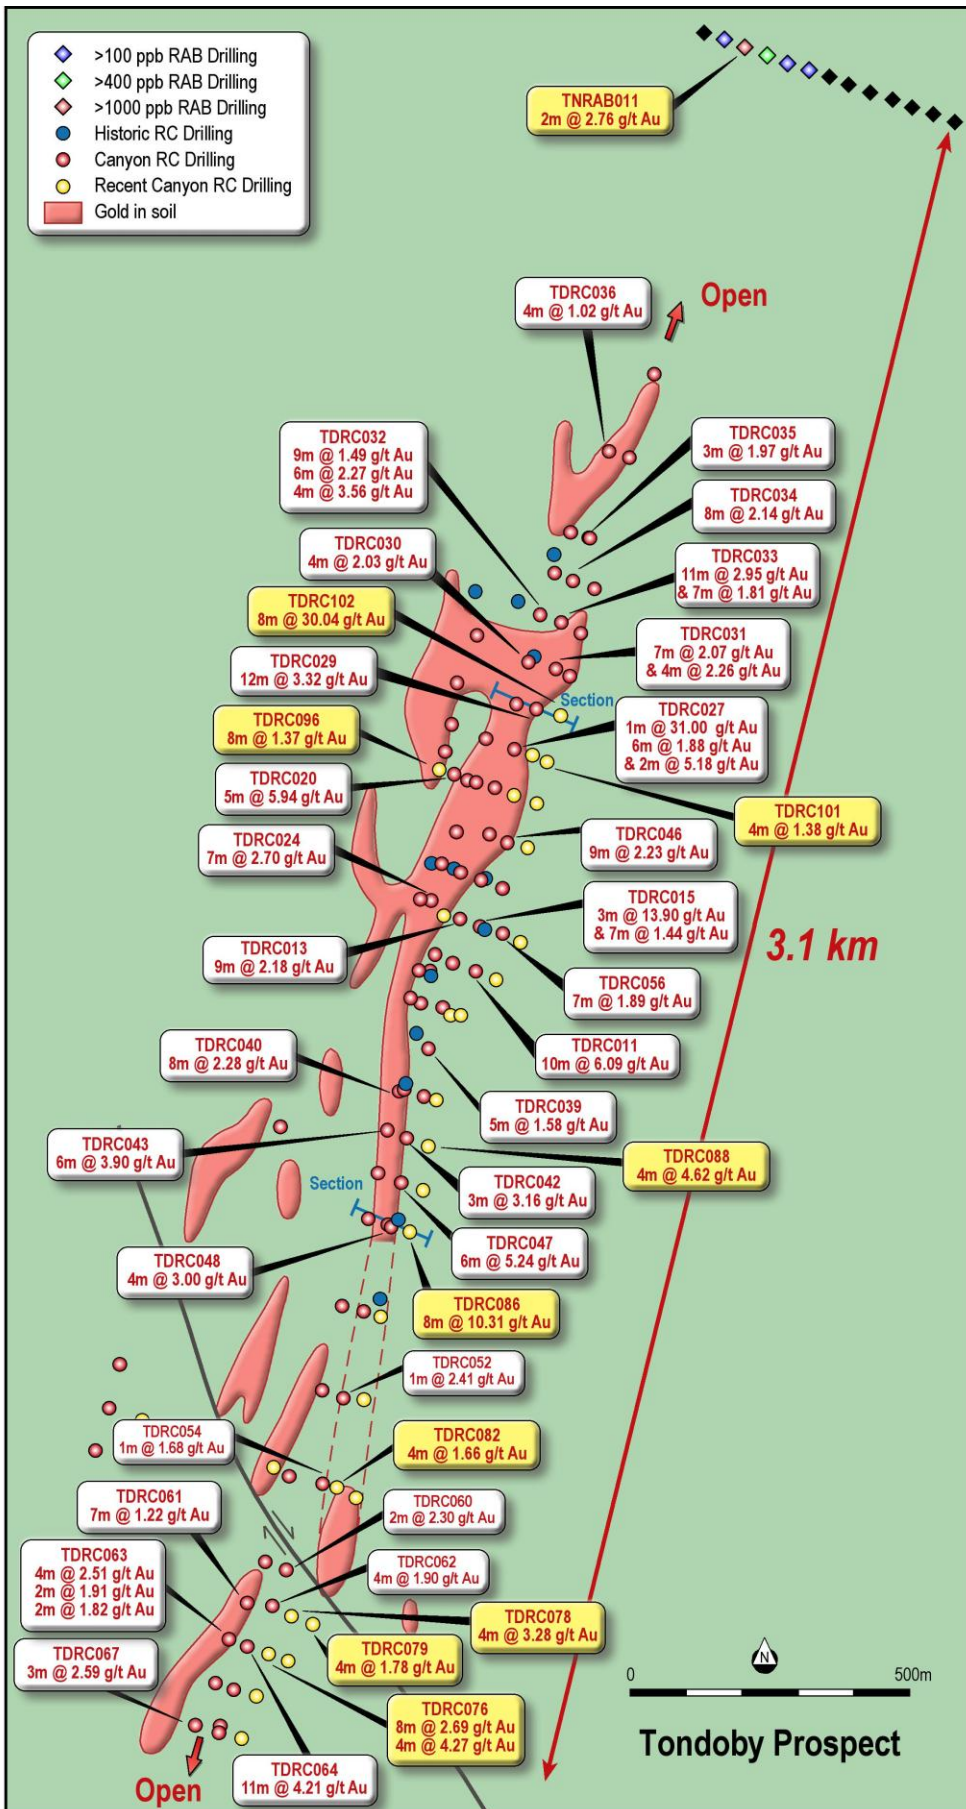 >100 ppb RAB Drilling
>400 ppb RAB Drilling
>1000 ppb RAB Drilling
Historic RC Drilling
Canyon RC Drilling
Recent Canyon RC Drilling
Gold in soil
TNRAB011
2m @ 2.76 g/t Au
TDRC036
4m @ 1.02 g/t Au
Open
TDRC032
9m @ 1.49 g/t Au
6m @ 2.27 g/t Au
4m @ 3.56 g/t Au
TDRC035
3m @ 1.97 g/t Au
TDRC034
8m @ 2.14 g/t Au
TDRC030
4m @ 2.03 g/t Au
TDRC033
11m @ 2.95 g/t Au
& 7m @ 1.81 g/t Au
TDRC102
8m @ 30.04 g/t Au
TDRC031
7m @ 2.07 g/t Au
& 4m @ 2.26 g/t Au
TDRC029
12m @ 3.32 g/t Au
Section
TDRC027
1m @ 31.00 g/t Au
6m @ 1.88 g/t Au
& 2m @ 5.18 g/t Au
TDRC096
8m @ 1.37 g/t Au
TDRC020
5m @ 5.94 g/t Au
TDRC101
4m @ 1.38 g/t Au
TDRC024
7m @ 2.70 g/t Au
TDRC046
9m @ 2.23 g/t Au
TDRC015
3m @ 13.90 g/t Au
& 7m @ 1.44 g/t Au
TDRC013
9m @ 2.18 g/t Au
3.1 km
TDRC056
7m @ 1.89 g/t Au
TDRC040
8m @ 2.28 g/t Au
TDRC011
10m @ 6.09 g/t Au
TDRC039
5m @ 1.58 g/t Au
TDRC043
6m @ 3.90 g/t Au
TDRC088
4m @ 4.62 g/t Au
TDRC042
3m @ 3.16 g/t Au
Section
TDRC047
6m @ 5.24 g/t Au
TDRC048
4m @ 3.00 g/t Au
TDRC086
8m @ 10.31 g/t Au
TDRC052
1m @ 2.41 g/t Au
TDRC054
1m @ 1.68 g/t Au
TDRC082
4m @ 1.66 g/t Au
TDRC061
7m @ 1.22 g/t Au
TDRC060
2m @ 2.30 g/t Au
TDRC063
4m @ 2.51 g/t Au
2m @ 1.91 g/t Au
2m @ 1.82 g/t Au
TDRC062
4m @ 1.90 g/t Au
TDRC078
4m @ 3.28 g/t Au
TDRC079
4m @ 1.78 g/t Au
TDRC067
3m @ 2.59 g/t Au
TDRC076
8m @ 2.69 g/t Au
4m @ 4.27 g/t Au
TDRC064
11m @ 4.21 g/t Au
Open
N
0 500m
Tondoby Prospect